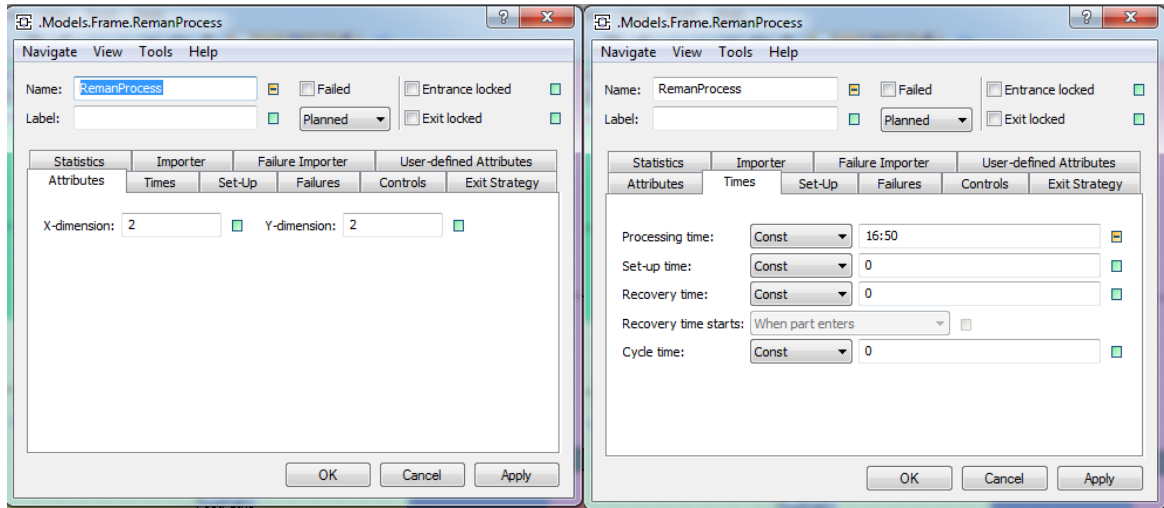 .Models.Frame.RemanProcess
Navigate View Tools Help
Name: RemanProcess Failed Entrance locked
Label: Planned Exit locked
Statistics Importer Failure Importer User-defined Attributes
Attributes Times Set-Up Failures Controls Exit Strategy
X-dimension: 2 Y-dimension: 2
OK Cancel Apply
.Models.Frame.RemanProcess
Navigate View Tools Help
Name: RemanProcess Failed Entrance locked
Label: Planned Exit locked
Statistics Importer Failure Importer User-defined Attributes
Attributes Times Set-Up Failures Controls Exit Strategy
Processing time: Const 16:50
Set-up time: Const 0
Recovery time: Const 0
Recovery time starts: When part enters
Cycle time: Const 0
OK Cancel Apply